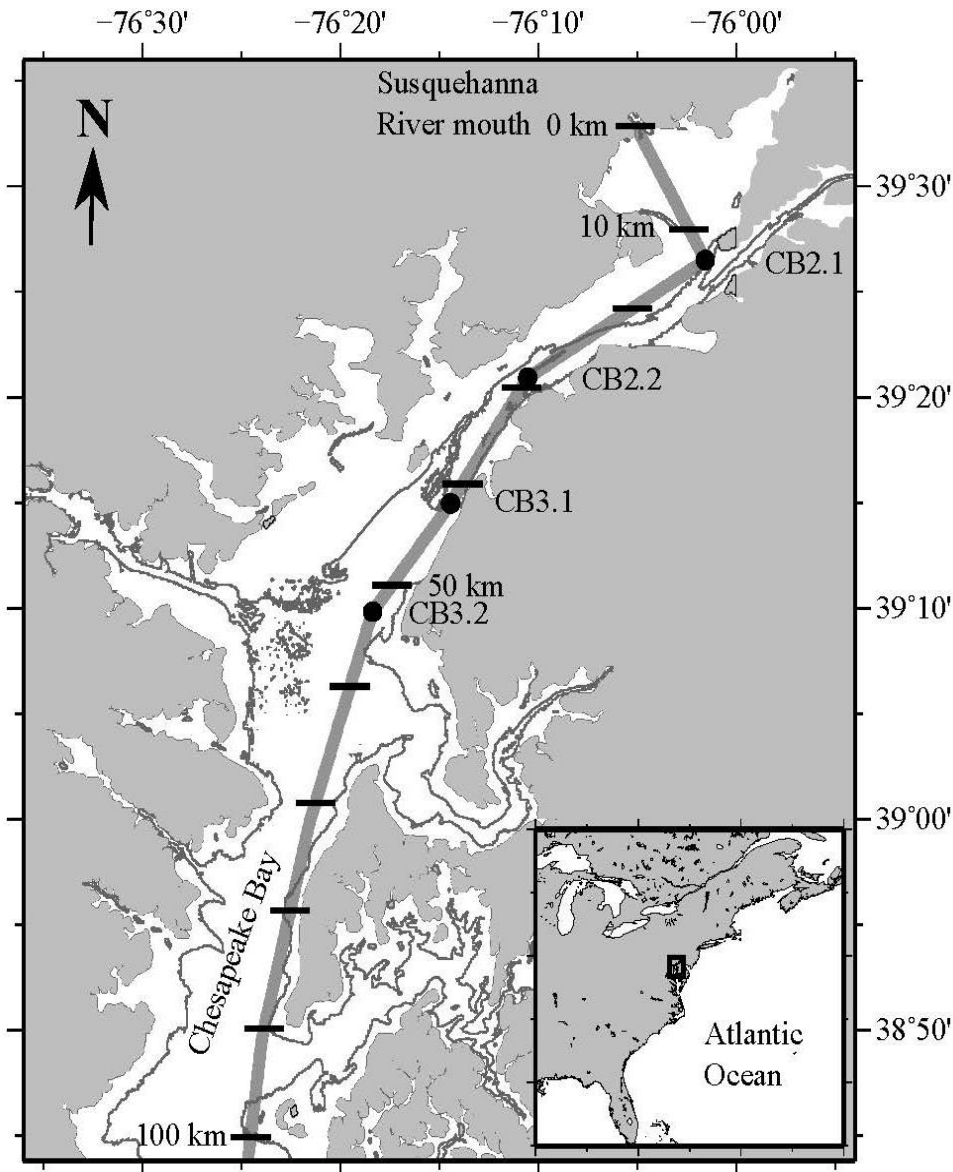 −76°30' −76°20' −76°10' −76°00'
Susquehanna
River mouth 0 km
N
39°30'
10 km
CB2.1
CB2.2
39°20'
CB3.1
50 km
CB3.2
39°10'
39°00'
Chesapeake Bay
38°50'
Atlantic
Ocean
100 km